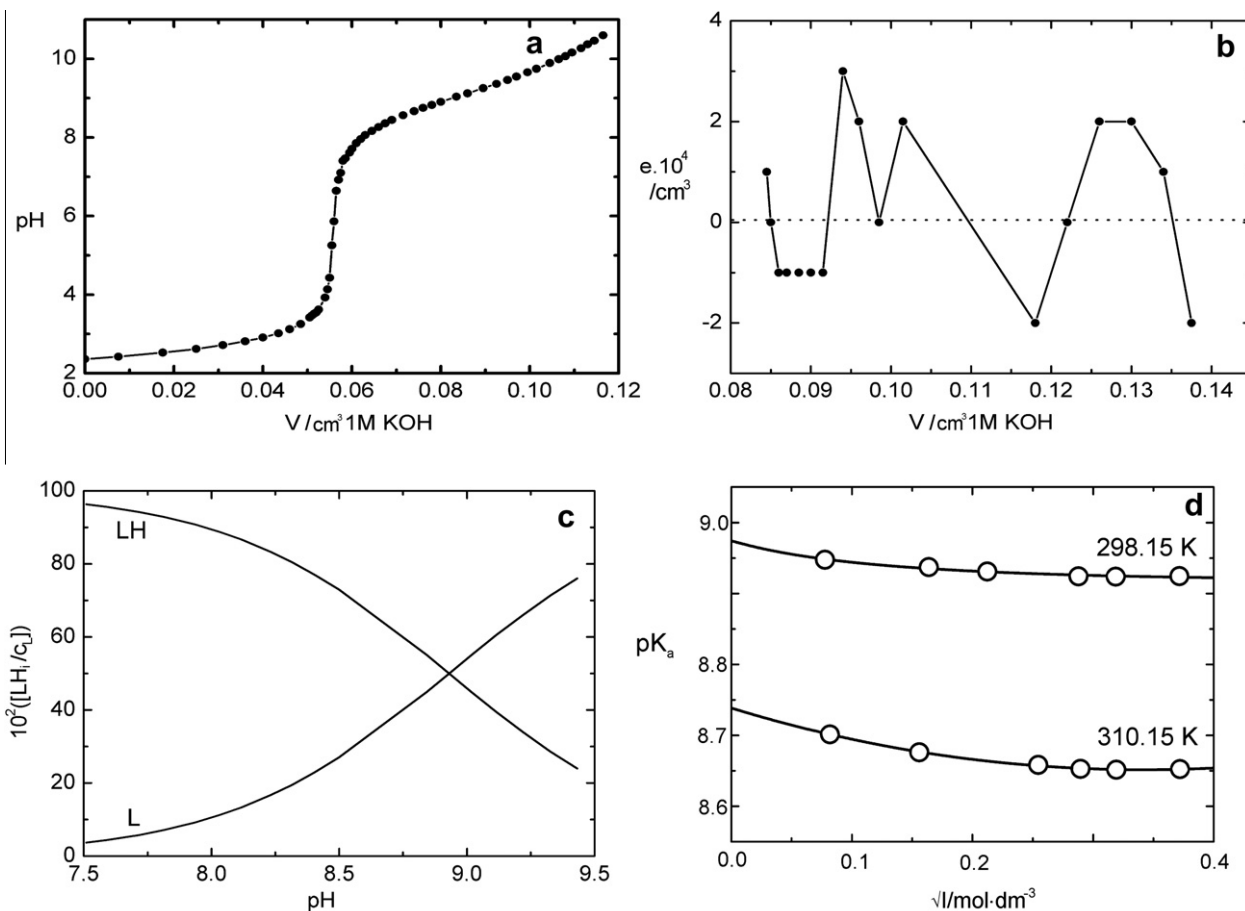 a
10
8
pH
6
4
2
0.00 0.02 0.04 0.06 0.08 0.10 0.12
V /cm³ 1M KOH
b
4
2
e.10⁴
/cm³
0
-2
0.08 0.09 0.10 0.11 0.12 0.13 0.14
V /cm³ 1M KOH
c
100
LH
80
60
10²([LHᵢ/c_L])
40
20
L
0
7.5 8.0 8.5 9.0 9.5
pH
d
9.0
298.15 K
pKₐ
8.8
8.7
310.15 K
8.6
0.0 0.1 0.2 0.4
√I/mol·dm⁻³